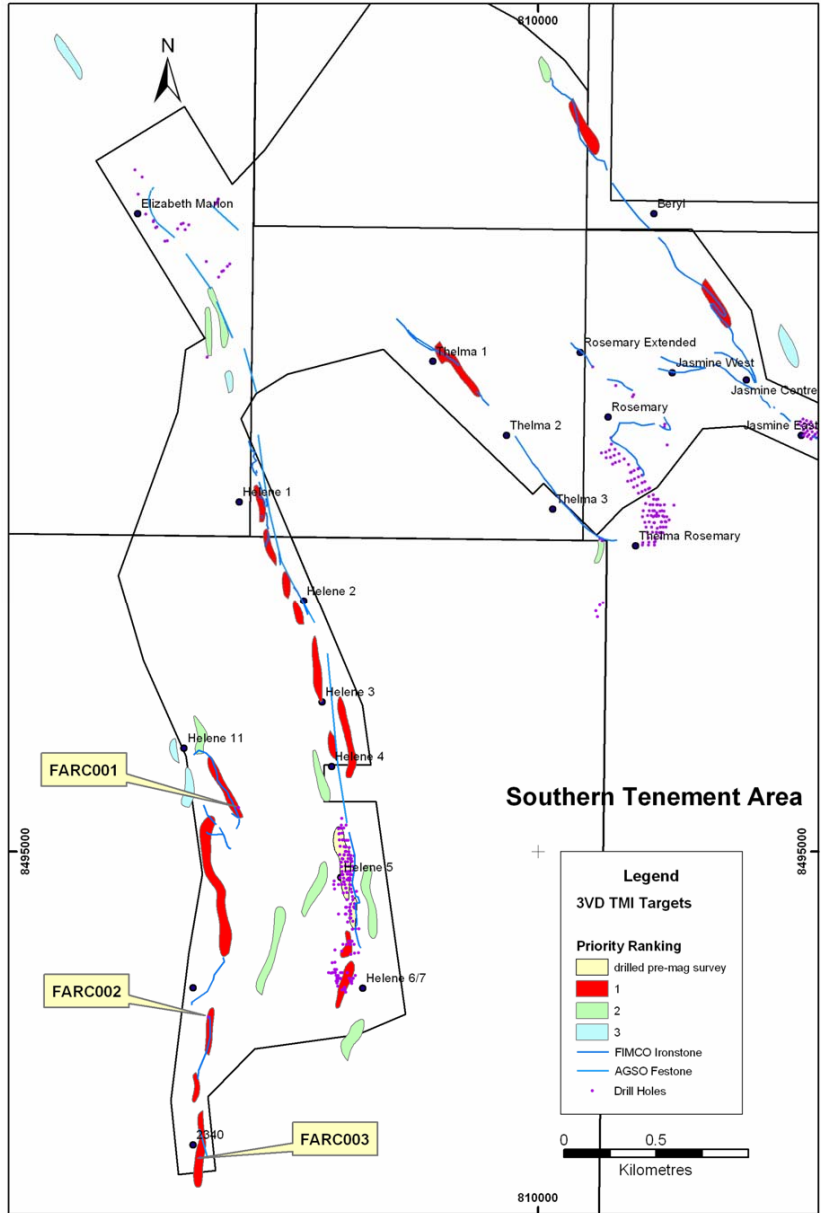 810000
N
Elizabeth Marion
Beryl
Rosemary Extended
Thelma 1
Jasmine West
Jasmine Centre
Rosemary
Thelma 2
Jasmine East
Helene 1
Thelma 3
Thelma Rosemary
Helene 2
Helene 3
Helene 11
Helene 4
FARC001
Southern Tenement Area
8495000
8495000
Helene 5
Legend
3VD TMI Targets
Priority Ranking
drilled pre-mag survey
1
2
3
FIMCO Ironstone
AGSO Festone
Drill Holes
Helene 6/7
FARC002
2340
FARC003
0 0.5
Kilometres
810000